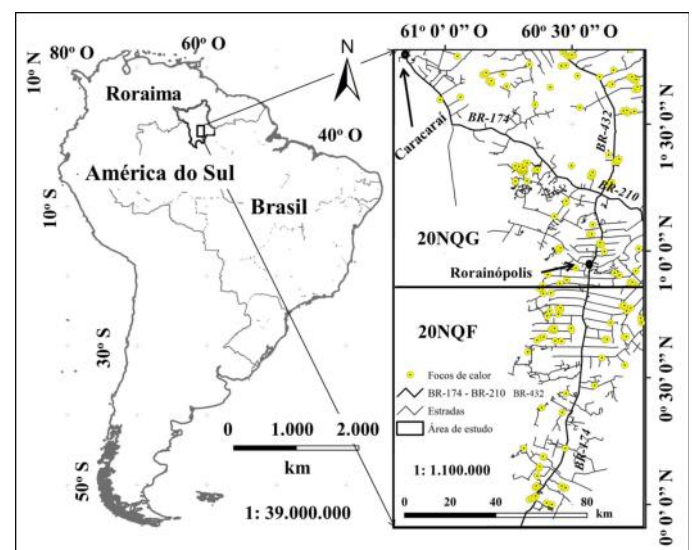 80º O
60º O
40º O
10º N
10º S
30º S
50º S
N
Roraima
América do Sul
Brasil
0 1.000 2.000
km
1: 39.000.000
61º 0’ 0’’ O 60º 30’ 0’’ O
Caracaraí
BR-174
BR-432
BR-210
20NQG
Rorainópolis
20NQF
Focos de calor
BR-174 - BR-210 BR-432
Estradas
Área de estudo
BR-174
1: 1.100.000
0 20 40 60 80
km
1º 30’ 0’’ N
1º 0’ 0’’ N
0º 30’ 0’’ N
0º 0’ 0’’ N